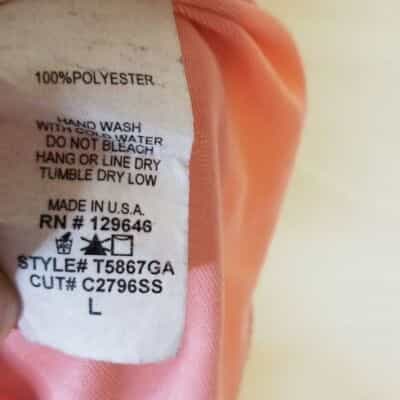 100%POLYESTER
HAND WASH
WITH COLD WATER
DO NOT BLEACH
HANG OR LINE DRY
TUMBLE DRY LOW
MADE IN U.S.A.
RN # 129646
STYLE# T5867GA
CUT# C2796SS
L